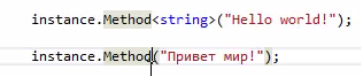 instance.Method<string>("Hello world!");
instance.Method("Привет мир!");